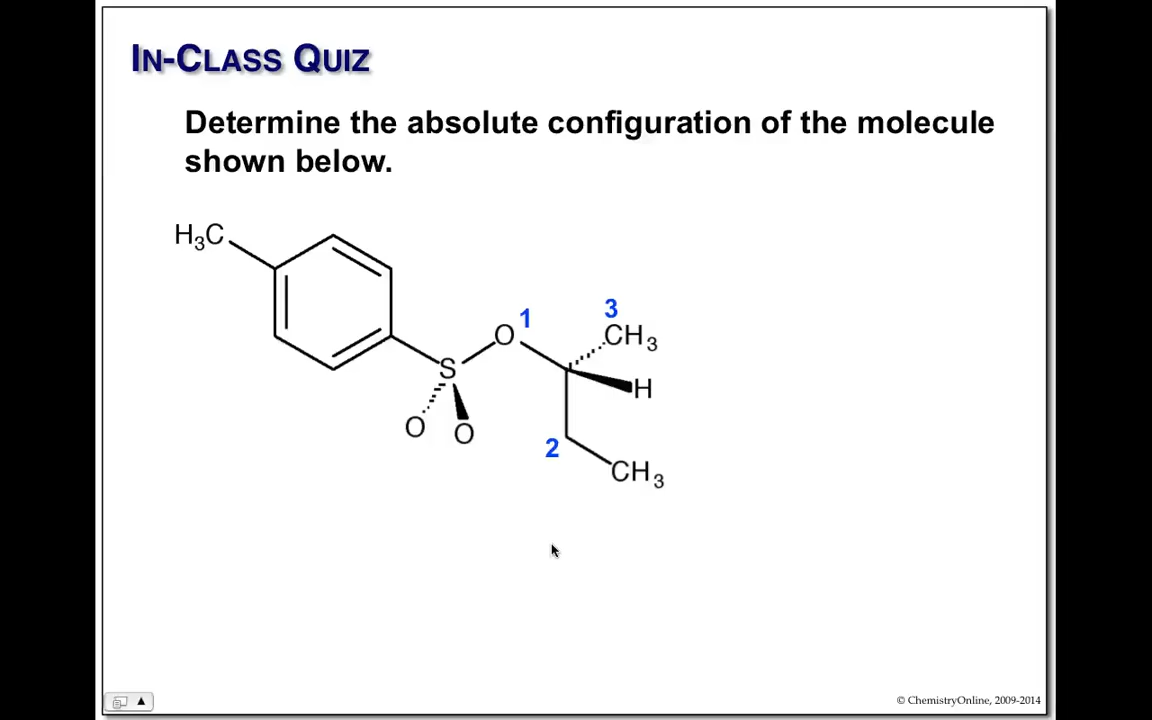 IN-CLASS QUIZ
Determine the absolute configuration of the molecule
shown below.
H3C
O 1
3
CH3
S
H
O O
2
CH3
© ChemistryOnline, 2009-2014